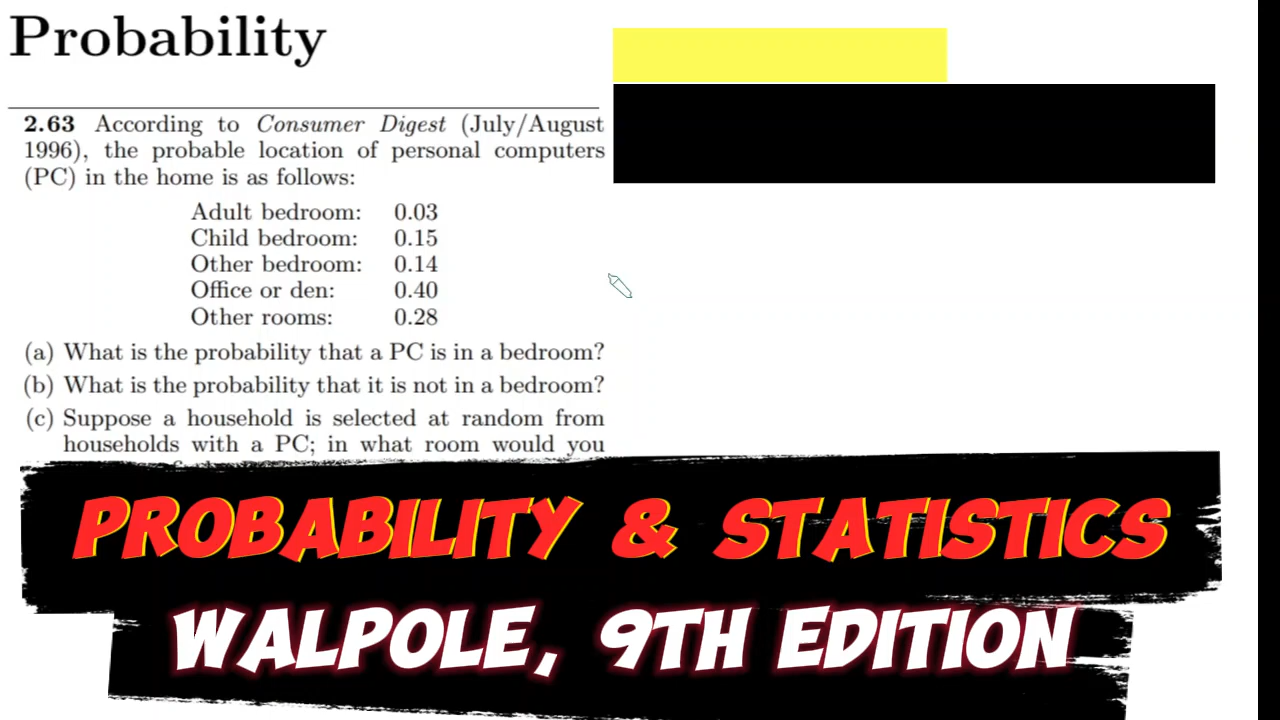 Probability
2.63 According to Consumer Digest (July/August
1996), the probable location of personal computers
(PC) in the home is as follows:
Adult bedroom: 0.03
Child bedroom: 0.15
Other bedroom: 0.14
Office or den: 0.40
Other rooms: 0.28
(a) What is the probability that a PC is in a bedroom?
(b) What is the probability that it is not in a bedroom?
(c) Suppose a household is selected at random from
households with a PC; in what room would you
PROBABILITY & STATISTICS
WALPOLE, 9TH EDITION